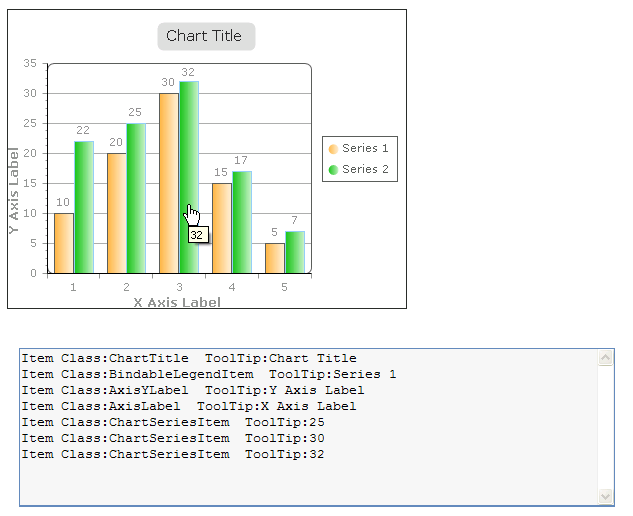 Chart Title
35
30
25
20
15
10
5
0
Y Axis Label
10
22
20
25
30
32
15
17
5
7
32
1 2 3 4 5
X Axis Label
Series 1
Series 2
Item Class:ChartTitle ToolTip:Chart Title
Item Class:BindableLegendItem ToolTip:Series 1
Item Class:AxisYLabel ToolTip:Y Axis Label
Item Class:AxisLabel ToolTip:X Axis Label
Item Class:ChartSeriesItem ToolTip:25
Item Class:ChartSeriesItem ToolTip:30
Item Class:ChartSeriesItem ToolTip:32